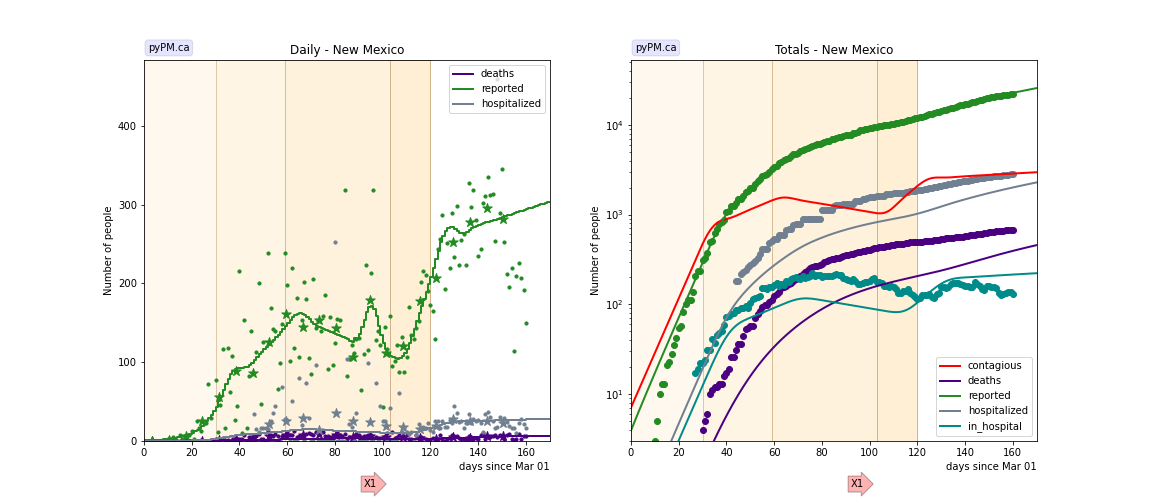 pyPM.ca
Daily - New Mexico
Number of people
400
300
200
100
0
0 20 40 60 80 100 120 140 160
days since Mar 01
deaths
reported
hospitalized
X1
pyPM.ca
Totals - New Mexico
Number of people
10⁴
10³
10²
10¹
0 20 40 60 80 100 120 140 160
days since Mar 01
contagious
deaths
reported
hospitalized
in_hospital
X1